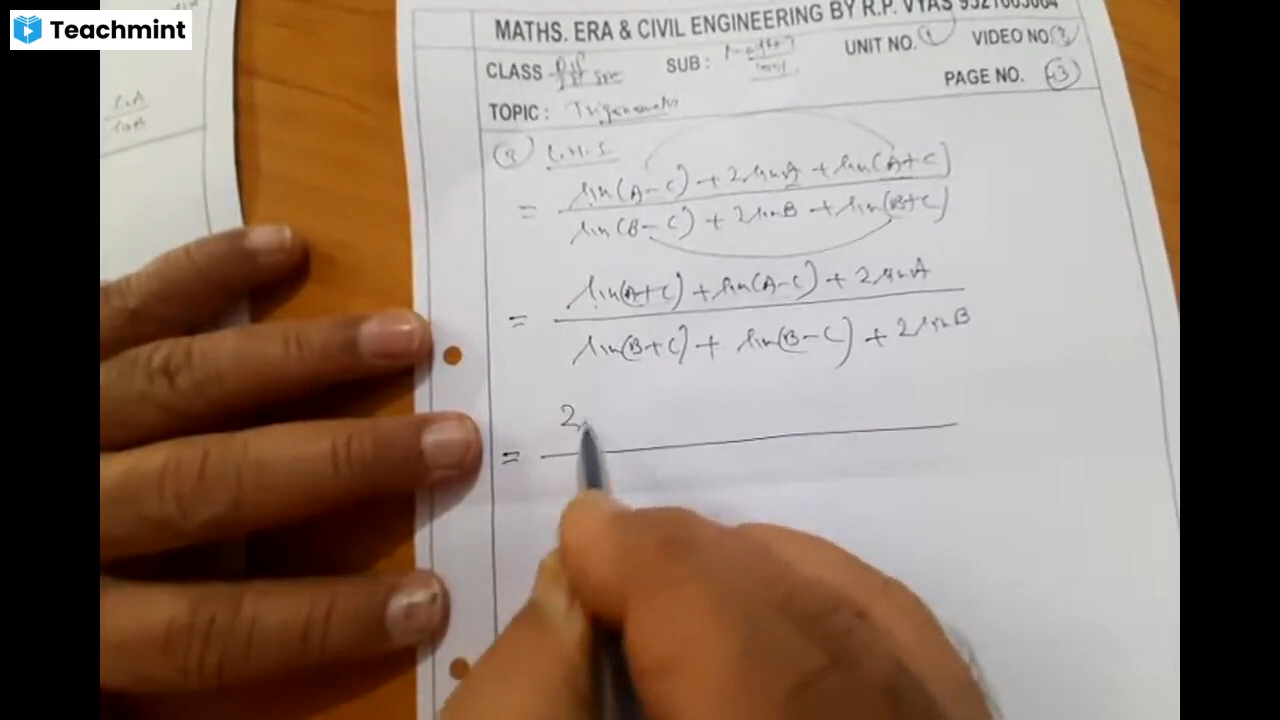 Teachmint
MATHS. ERA & CIVIL ENGINEERING BY R.P. VYAS
CLASS SUB : UNIT NO. 1 VIDEO NO. 3
PAGE NO. 3
TOPIC : Trigonometry
(3) L.H.S.
= sin(A-C) + 2 sinA + sin(A+C) / sin(B-C) + 2 sinB + sin(B+C)
= sin(A+C) + sin(A-C) + 2 sinA / sin(B+C) + sin(B-C) + 2 sinB
= 2